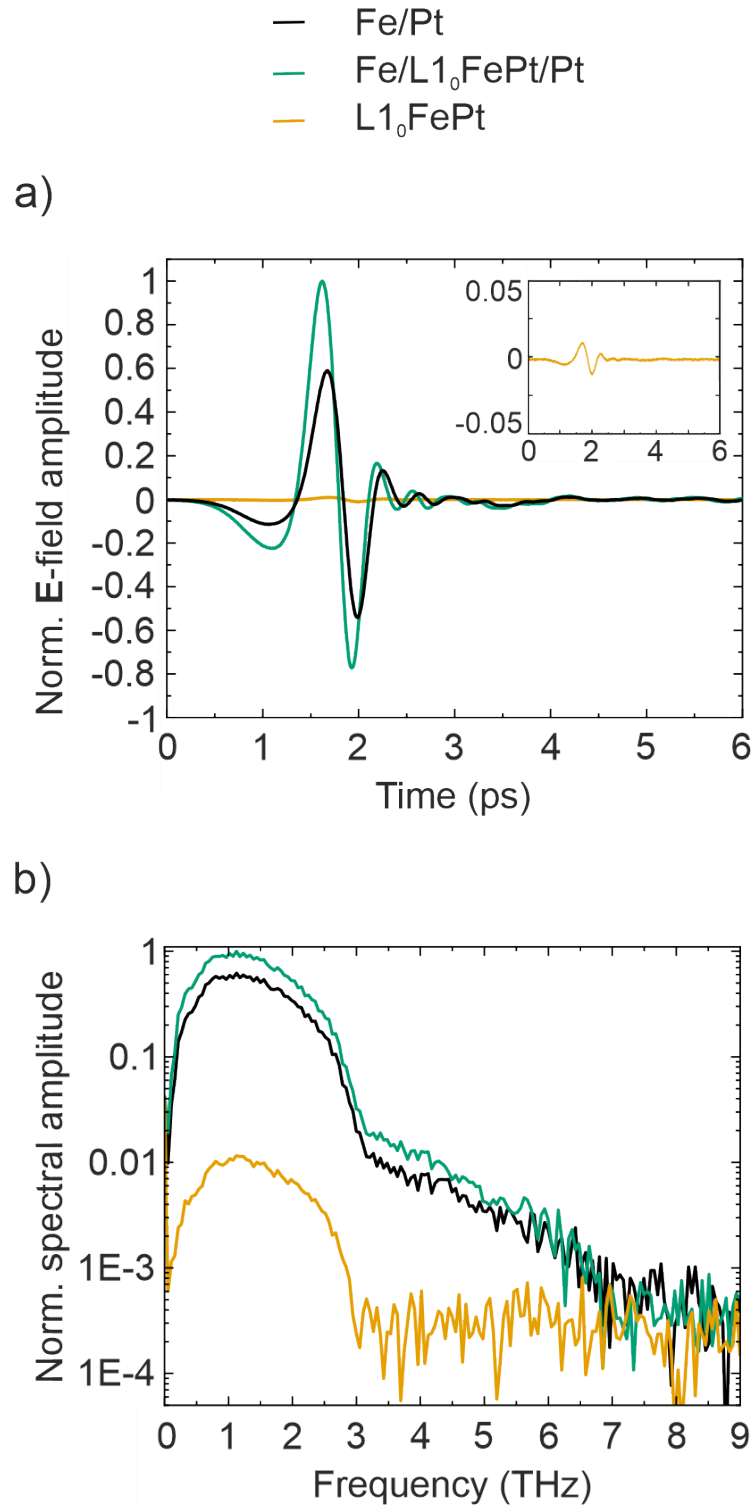 Fe/Pt
Fe/L1₀FePt/Pt
L1₀FePt
a)
Norm. E-field amplitude
1
0.8
0.6
0.4
0.2
0
-0.2
-0.4
-0.6
-0.8
-1
0 1 2 3 4 5 6
Time (ps)
0.05
0
-0.05
0 2 4 6
b)
Norm. spectral amplitude
1
0.1
0.01
1E-3
1E-4
0 1 2 3 4 5 6 7 8 9
Frequency (THz)